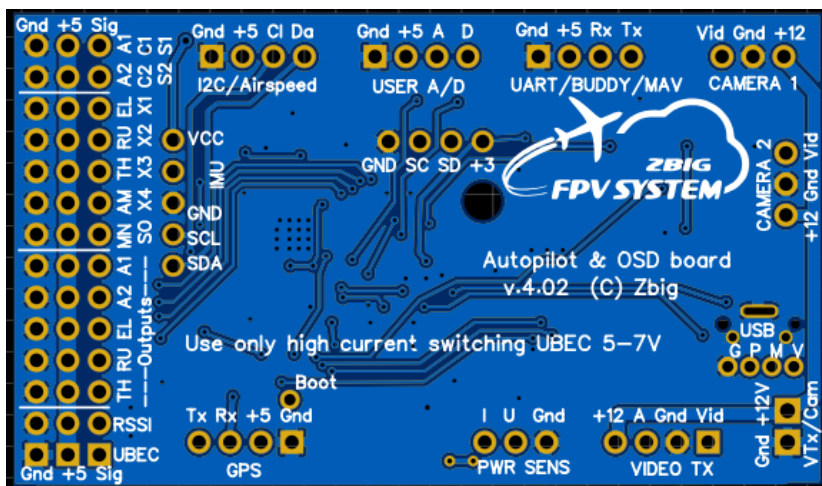 Gnd +5 Sig
A1 C1 S1
A2 C2 S2
EL X1
RU X2
TH X3
AM X4
MN SO
A1
A2
EL
RU
TH
----Outputs----
RSSI
UBEC
Gnd +5 Sig
Gnd +5 Cl Da
I2C/Airspeed
Gnd +5 A D
USER A/D
Gnd +5 Rx Tx
UART/BUDDY/MAV
Vid Gnd +12
CAMERA 1
VCC
IMU
GND
SCL
SDA
GND SC SD +3
ZBIG
FPV SYSTEM
CAMERA 2
+12 Gnd Vid
Autopilot & OSD board
v.4.02 (C) Zbig
Use only high current switching UBEC 5-7V
USB
G P M V
Boot
Tx Rx +5 Gnd
GPS
I U Gnd
PWR SENS
+12 A Gnd Vid
VIDEO TX
Gnd +12V
VTx/Cam